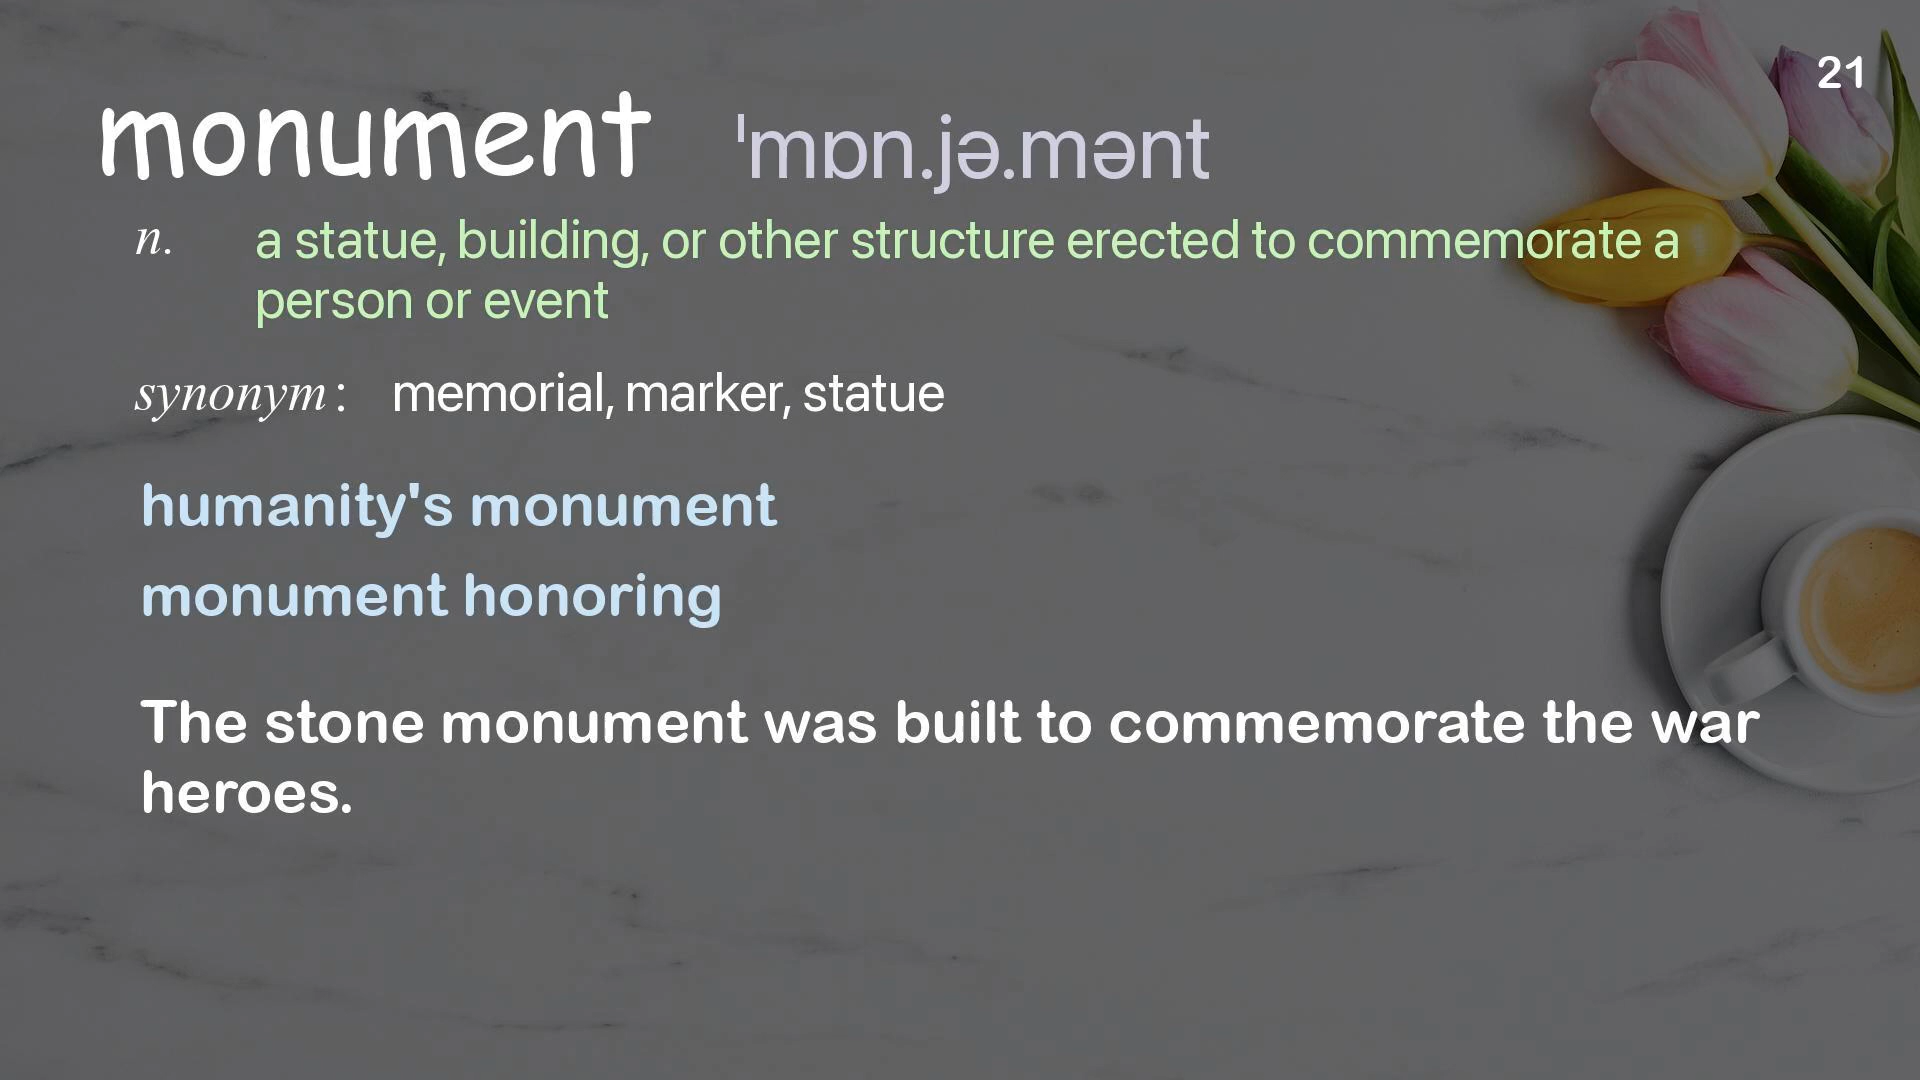 21
monument ˈmɒn.jə.mənt
n. a statue, building, or other structure erected to commemorate a
person or event
synonym: memorial, marker, statue
humanity's monument
monument honoring
The stone monument was built to commemorate the war
heroes.